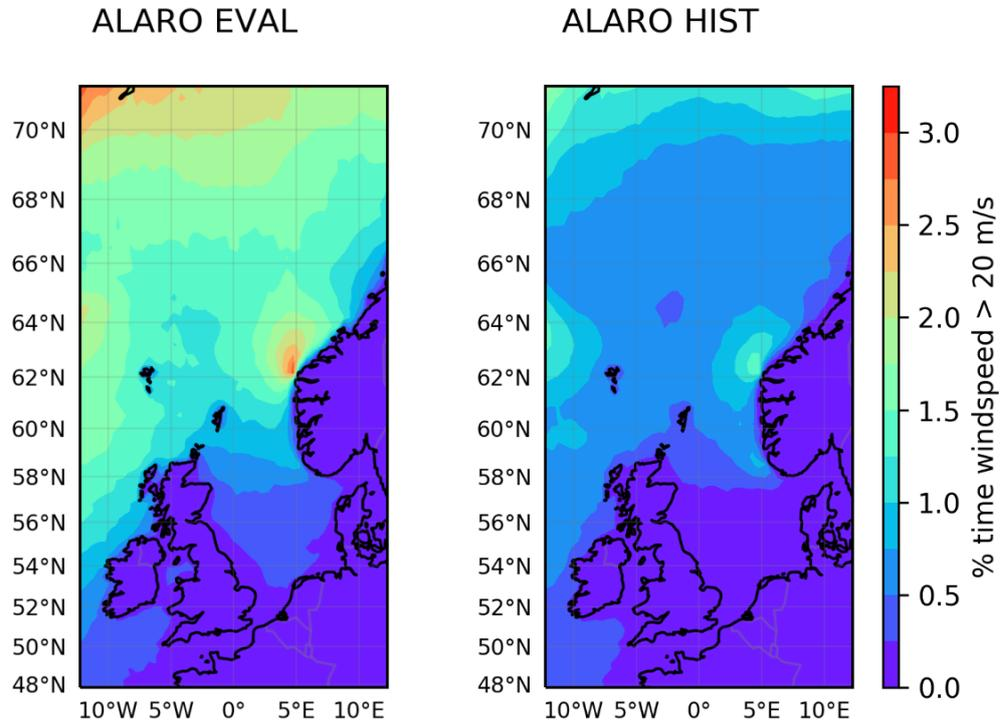 ALARO EVAL
ALARO HIST
70°N
68°N
66°N
64°N
62°N
60°N
58°N
56°N
54°N
52°N
50°N
48°N
10°W 5°W 0° 5°E 10°E
70°N
68°N
66°N
64°N
62°N
60°N
58°N
56°N
54°N
52°N
50°N
48°N
10°W 5°W 0° 5°E 10°E
3.0
2.5
2.0
1.5
1.0
0.5
0.0
% time windspeed > 20 m/s